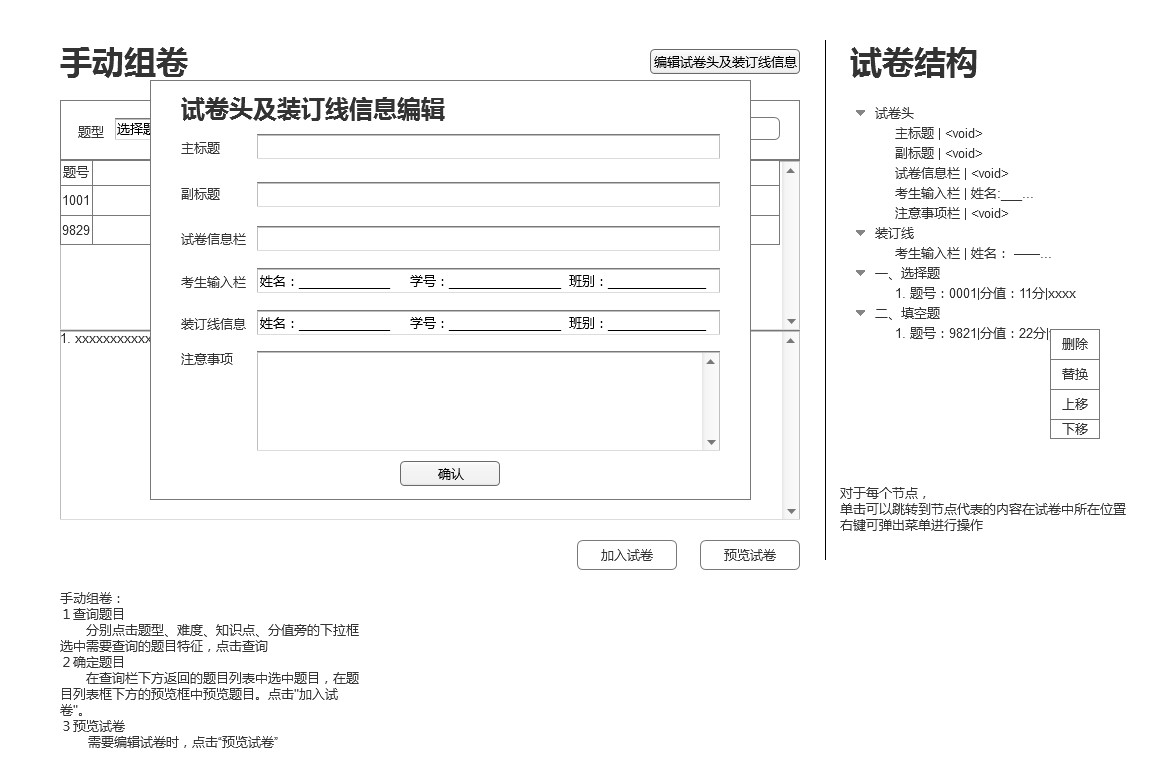 手动组卷
编辑试卷头及装订线信息
题型 选择题
题号
1001
9829
1. xxxxxxxxxxx
试卷头及装订线信息编辑
主标题
副标题
试卷信息栏
考生输入栏 姓名：_____________ 学号：________________ 班别：______________
装订线信息 姓名：_____________ 学号：________________ 班别：______________
注意事项
确认
加入试卷 预览试卷
试卷结构
试卷头
主标题 | <void>
副标题 | <void>
试卷信息栏 | <void>
考生输入栏 | 姓名:___...
注意事项栏 | <void>
装订线
考生输入栏 | 姓名： ——...
一、选择题
1. 题号：0001|分值：11分|xxxx
二、填空题
1. 题号：9821|分值：22分|
删除
替换
上移
下移
对于每个节点，
单击可以跳转到节点代表的内容在试卷中所在位置
右键可弹出菜单进行操作
手动组卷：
１查询题目
分别点击题型、难度、知识点、分值旁的下拉框
选中需要查询的题目特征，点击查询
２确定题目
在查询栏下方返回的题目列表中选中题目，在题
目列表框下方的预览框中预览题目。点击"加入试
卷"。
３预览试卷
需要编辑试卷时，点击“预览试卷”